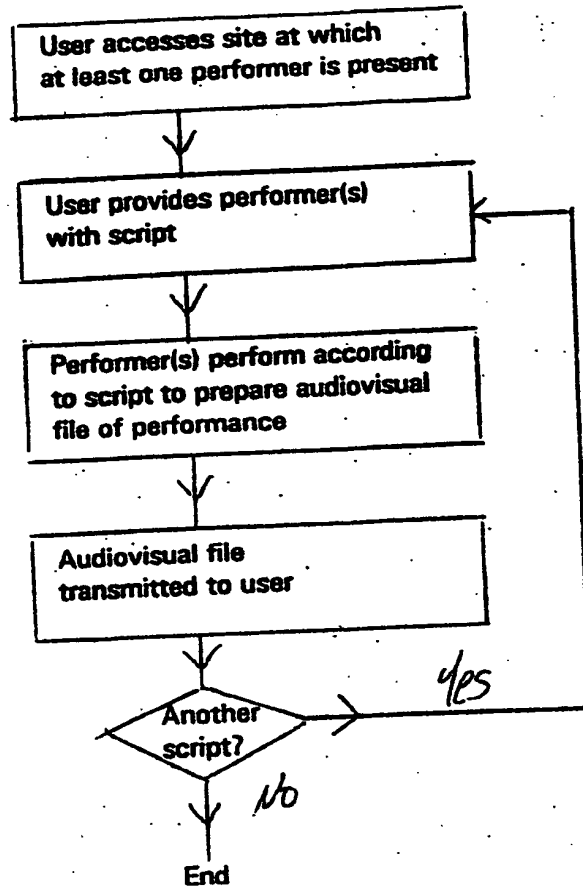 User accesses site at which
at least one performer is present
User provides performer(s)
with script
Performer(s) perform according
to script to prepare audiovisual
file of performance
Audiovisual file
transmitted to user
Another
script?
Yes
No
End